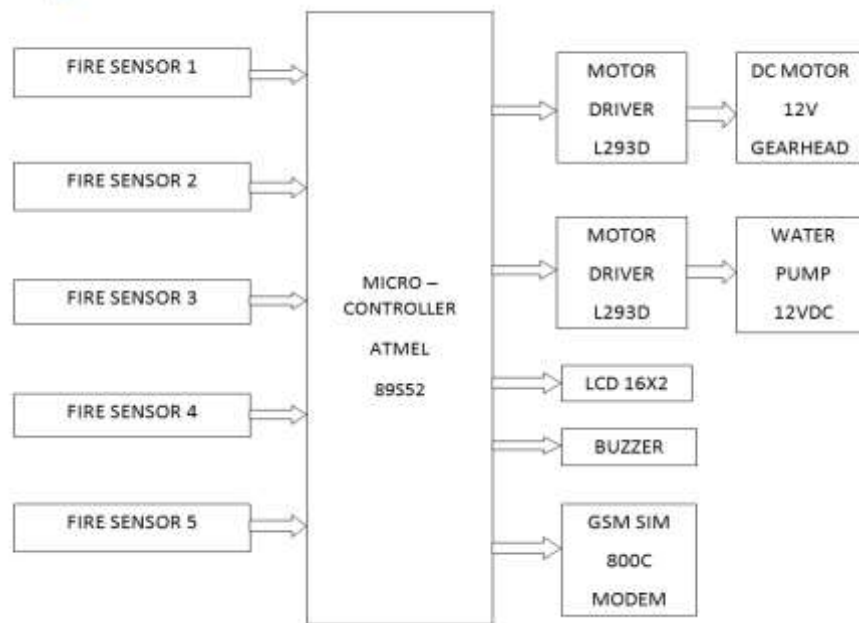 FIRE SENSOR 1
FIRE SENSOR 2
FIRE SENSOR 3
FIRE SENSOR 4
FIRE SENSOR 5
MICRO –
CONTROLLER
ATMEL
89S52
MOTOR
DRIVER
L293D
DC MOTOR
12V
GEARHEAD
MOTOR
DRIVER
L293D
WATER
PUMP
12VDC
LCD 16X2
BUZZER
GSM SIM
800C
MODEM